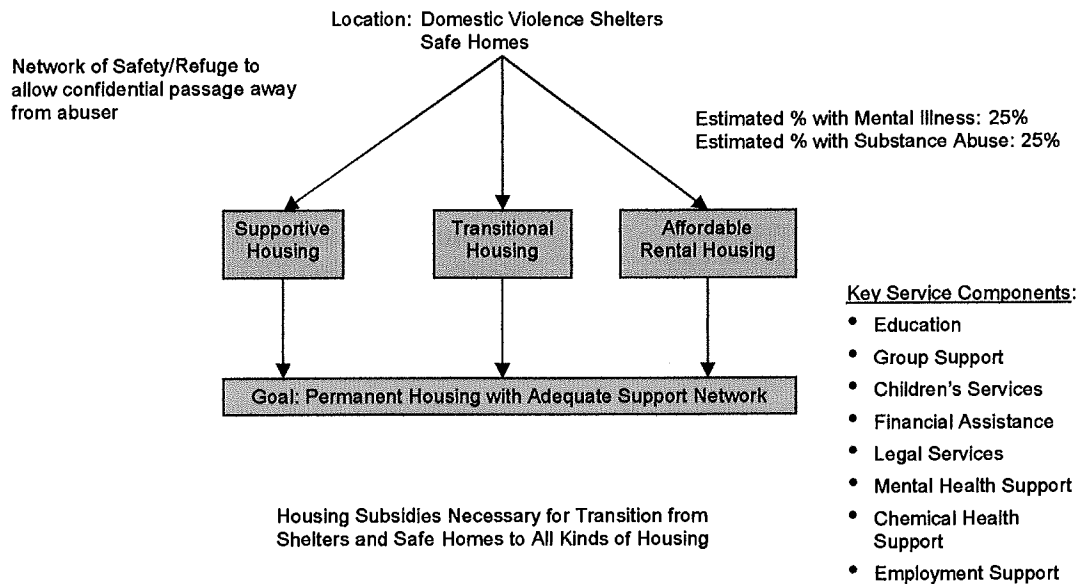 Location: Domestic Violence Shelters
Safe Homes
Network of Safety/Refuge to
allow confidential passage away
from abuser
Estimated % with Mental Illness: 25%
Estimated % with Substance Abuse: 25%
Supportive
Housing
Transitional
Housing
Affordable
Rental Housing
Goal: Permanent Housing with Adequate Support Network
Key Service Components:
• Education
• Group Support
• Children's Services
• Financial Assistance
• Legal Services
• Mental Health Support
• Chemical Health
Support
• Employment Support
Housing Subsidies Necessary for Transition from
Shelters and Safe Homes to All Kinds of Housing